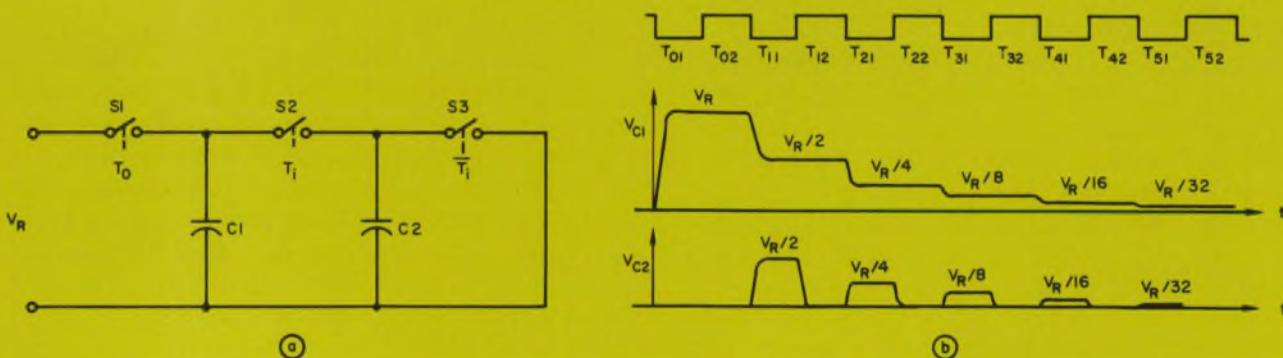 S1
S2
S3
T0
Ti
T̅i
VR
C1
C2
a
T01 T02 T11 T12 T21 T22 T31 T32 T41 T42 T51 T52
VC1
VR
VR/2
VR/4
VR/8
VR/16
VR/32
VC2
VR/2
VR/4
VR/8
VR/16
VR/32
b